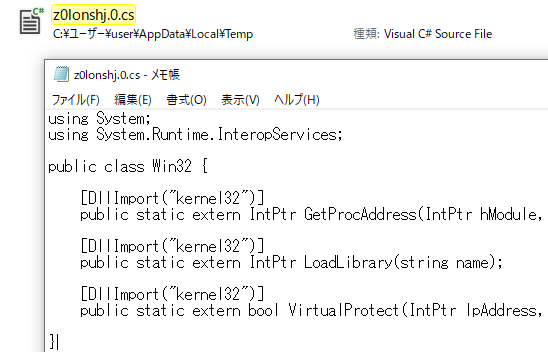 z0lonshj.0.cs
C:¥ユーザー¥user¥AppData¥Local¥Temp
種類: Visual C# Source File
z0lonshj.0.cs - メモ帳
ファイル(F) 編集(E) 書式(O) 表示(V) ヘルプ(H)
using System;
using System.Runtime.InteropServices;
public class Win32 {
[DllImport("kernel32")]
public static extern IntPtr GetProcAddress(IntPtr hModule,
[DllImport("kernel32")]
public static extern IntPtr LoadLibrary(string name);
[DllImport("kernel32")]
public static extern bool VirtualProtect(IntPtr lpAddress,
}